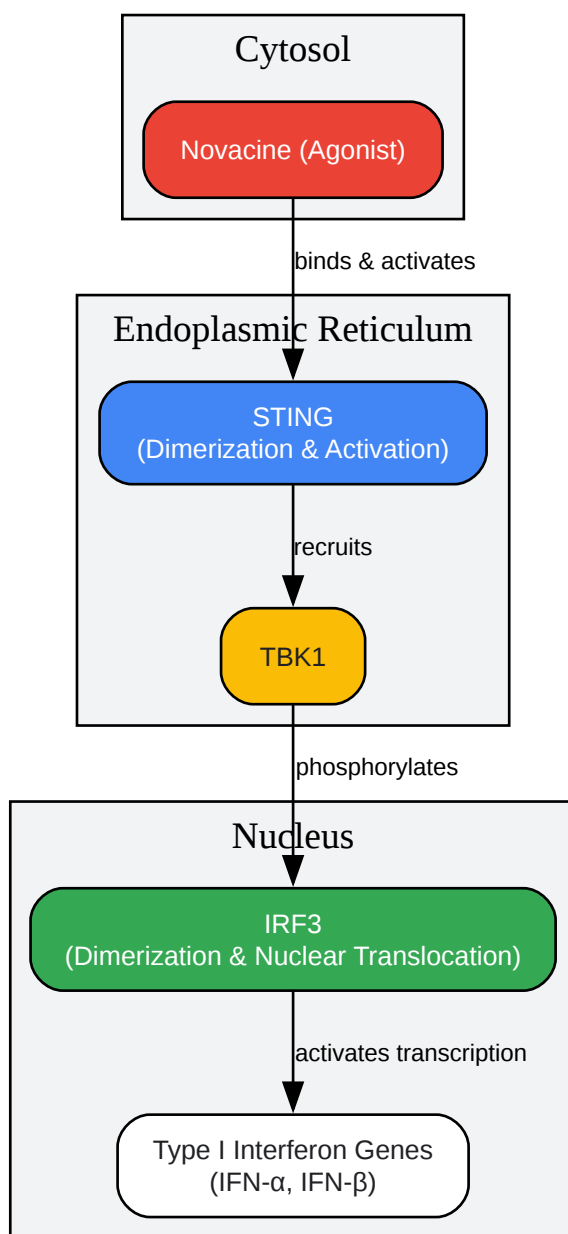 Cytosol
Novacine (Agonist)
binds & activates
Endoplasmic Reticulum
STING
(Dimerization & Activation)
recruits
TBK1
phosphorylates
Nucleus
IRF3
(Dimerization & Nuclear Translocation)
activates transcription
Type I Interferon Genes
(IFN-α, IFN-β)